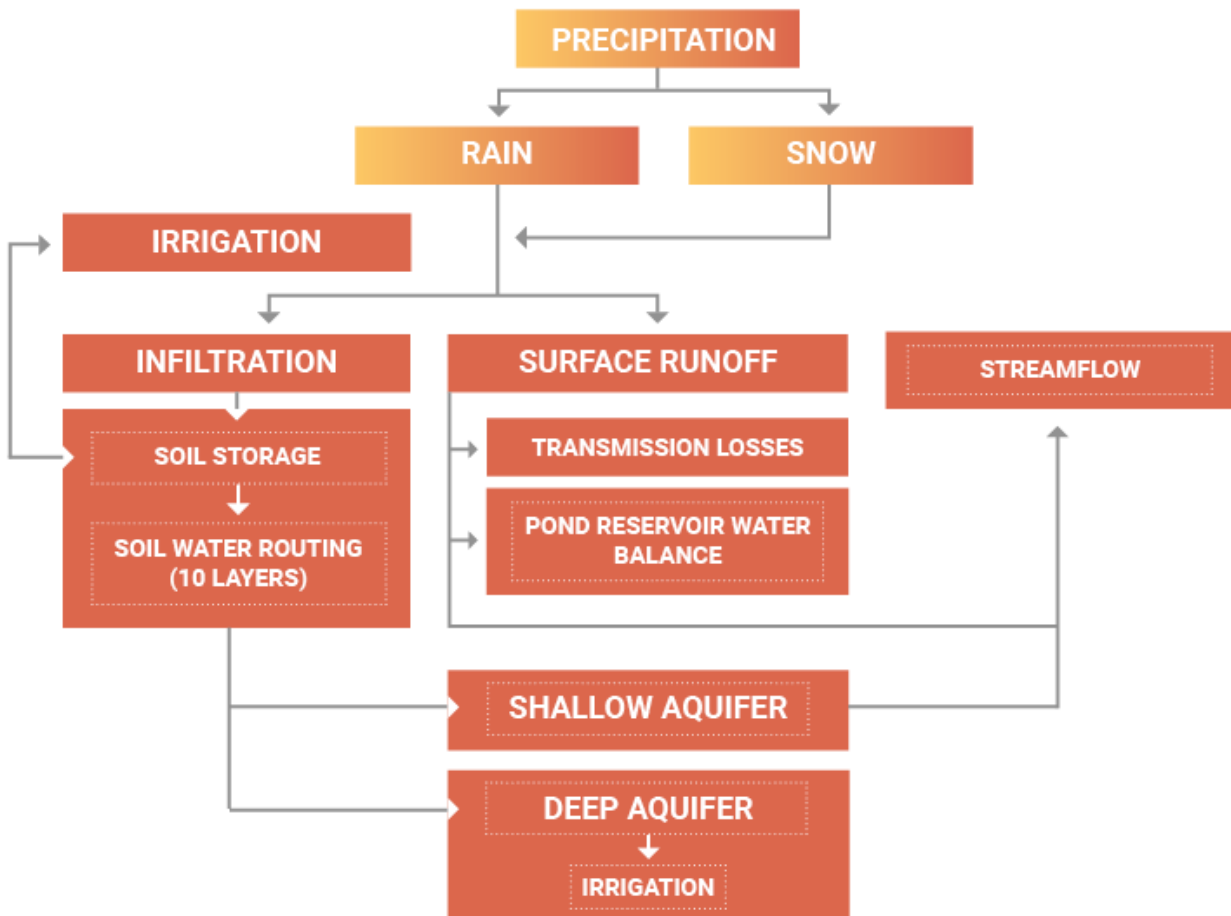 PRECIPITATION
RAIN
SNOW
IRRIGATION
INFILTRATION
SURFACE RUNOFF
STREAMFLOW
SOIL STORAGE
TRANSMISSION LOSSES
SOIL WATER ROUTING
(10 LAYERS)
POND RESERVOIR WATER
BALANCE
SHALLOW AQUIFER
DEEP AQUIFER
IRRIGATION